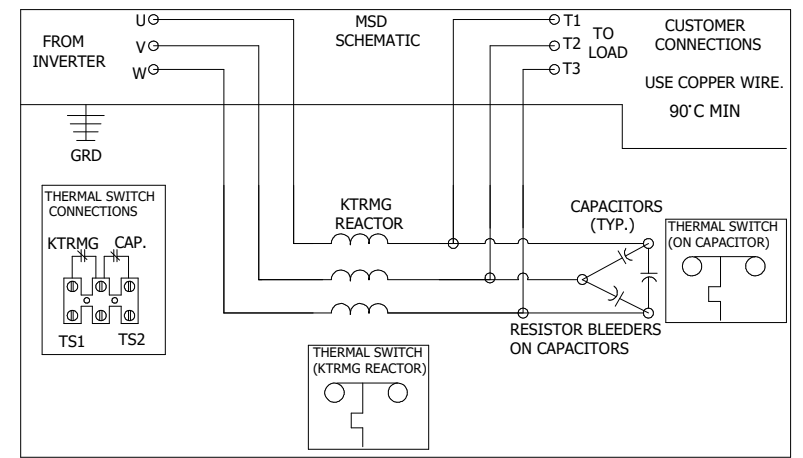 U
V
W
FROM
INVERTER
MSD
SCHEMATIC
T1
T2
T3
TO
LOAD
CUSTOMER
CONNECTIONS
USE COPPER WIRE.
90°C MIN
GRD
THERMAL SWITCH
CONNECTIONS
KTRMG CAP.
TS1 TS2
KTRMG
REACTOR
CAPACITORS
(TYP.)
THERMAL SWITCH
(ON CAPACITOR)
RESISTOR BLEEDERS
ON CAPACITORS
THERMAL SWITCH
(KTRMG REACTOR)